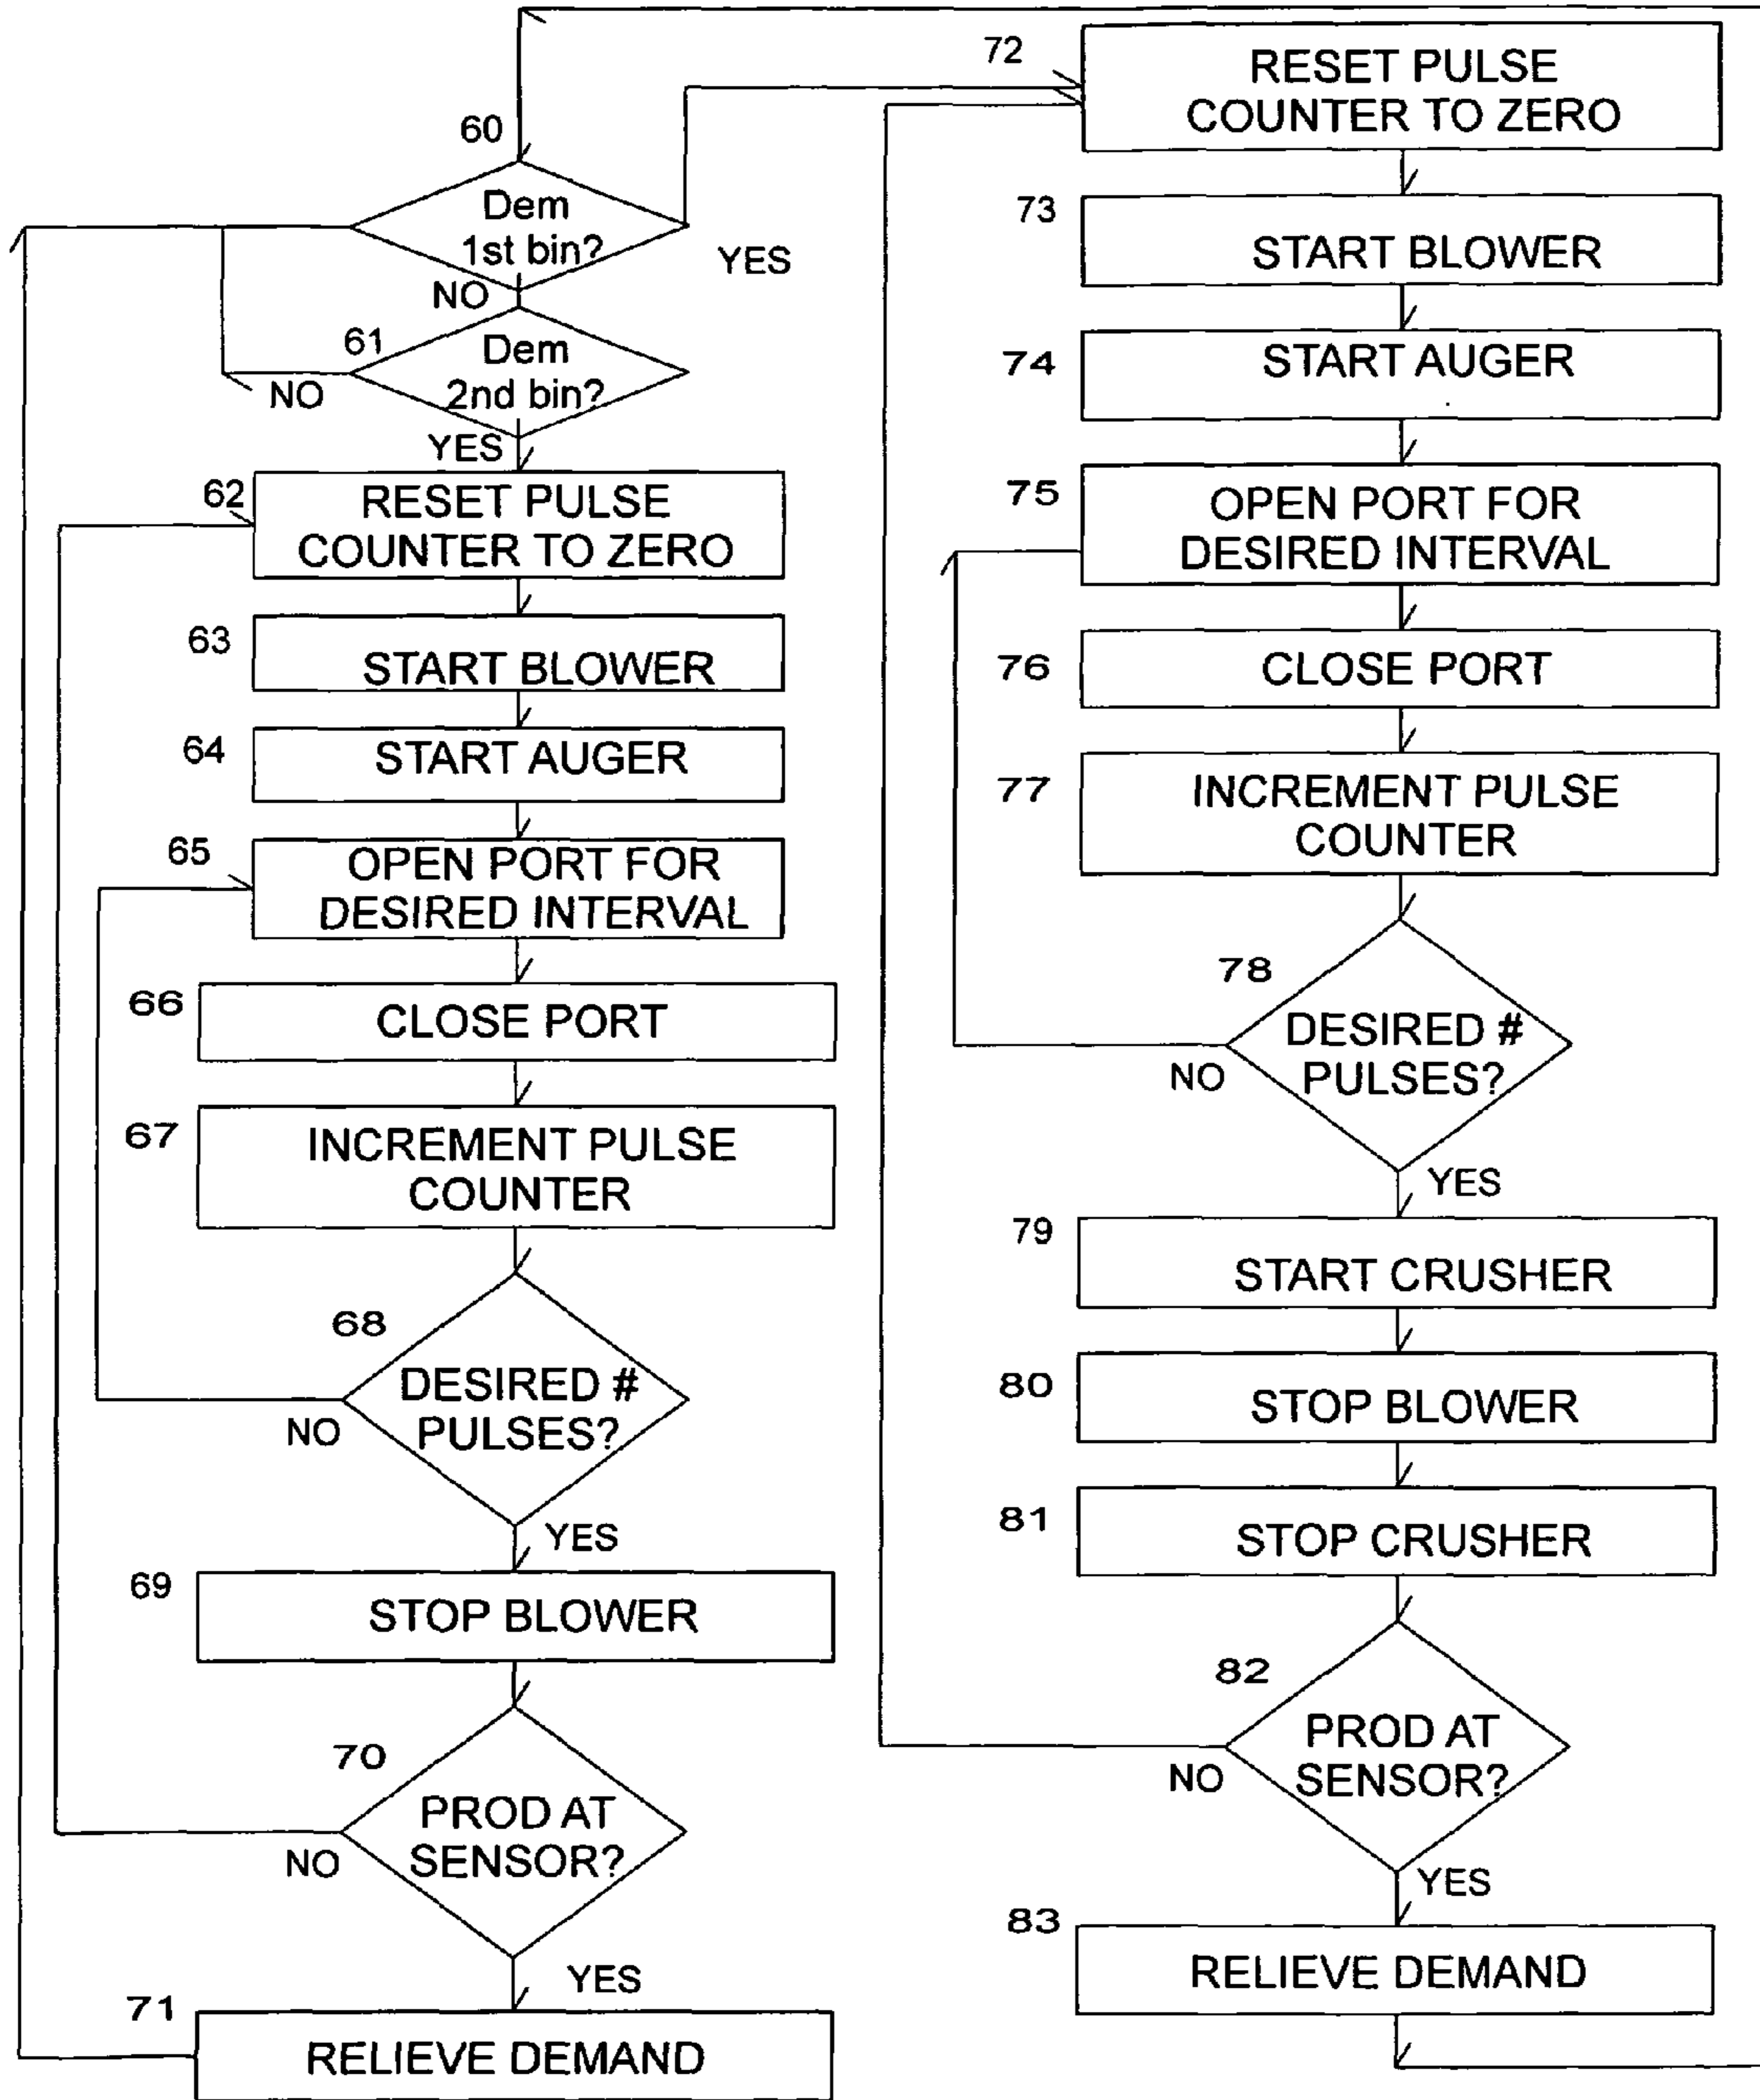 60
Dem
1st bin?
YES
NO
61
Dem
2nd bin?
NO
YES
62
RESET PULSE
COUNTER TO ZERO
63
START BLOWER
64
START AUGER
65
OPEN PORT FOR
DESIRED INTERVAL
66
CLOSE PORT
67
INCREMENT PULSE
COUNTER
68
DESIRED #
PULSES?
NO
YES
69
STOP BLOWER
70
PROD AT
SENSOR?
NO
YES
71
RELIEVE DEMAND
72
RESET PULSE
COUNTER TO ZERO
73
START BLOWER
74
START AUGER
75
OPEN PORT FOR
DESIRED INTERVAL
76
CLOSE PORT
77
INCREMENT PULSE
COUNTER
78
DESIRED #
PULSES?
NO
YES
79
START CRUSHER
80
STOP BLOWER
81
STOP CRUSHER
82
PROD AT
SENSOR?
NO
YES
83
RELIEVE DEMAND